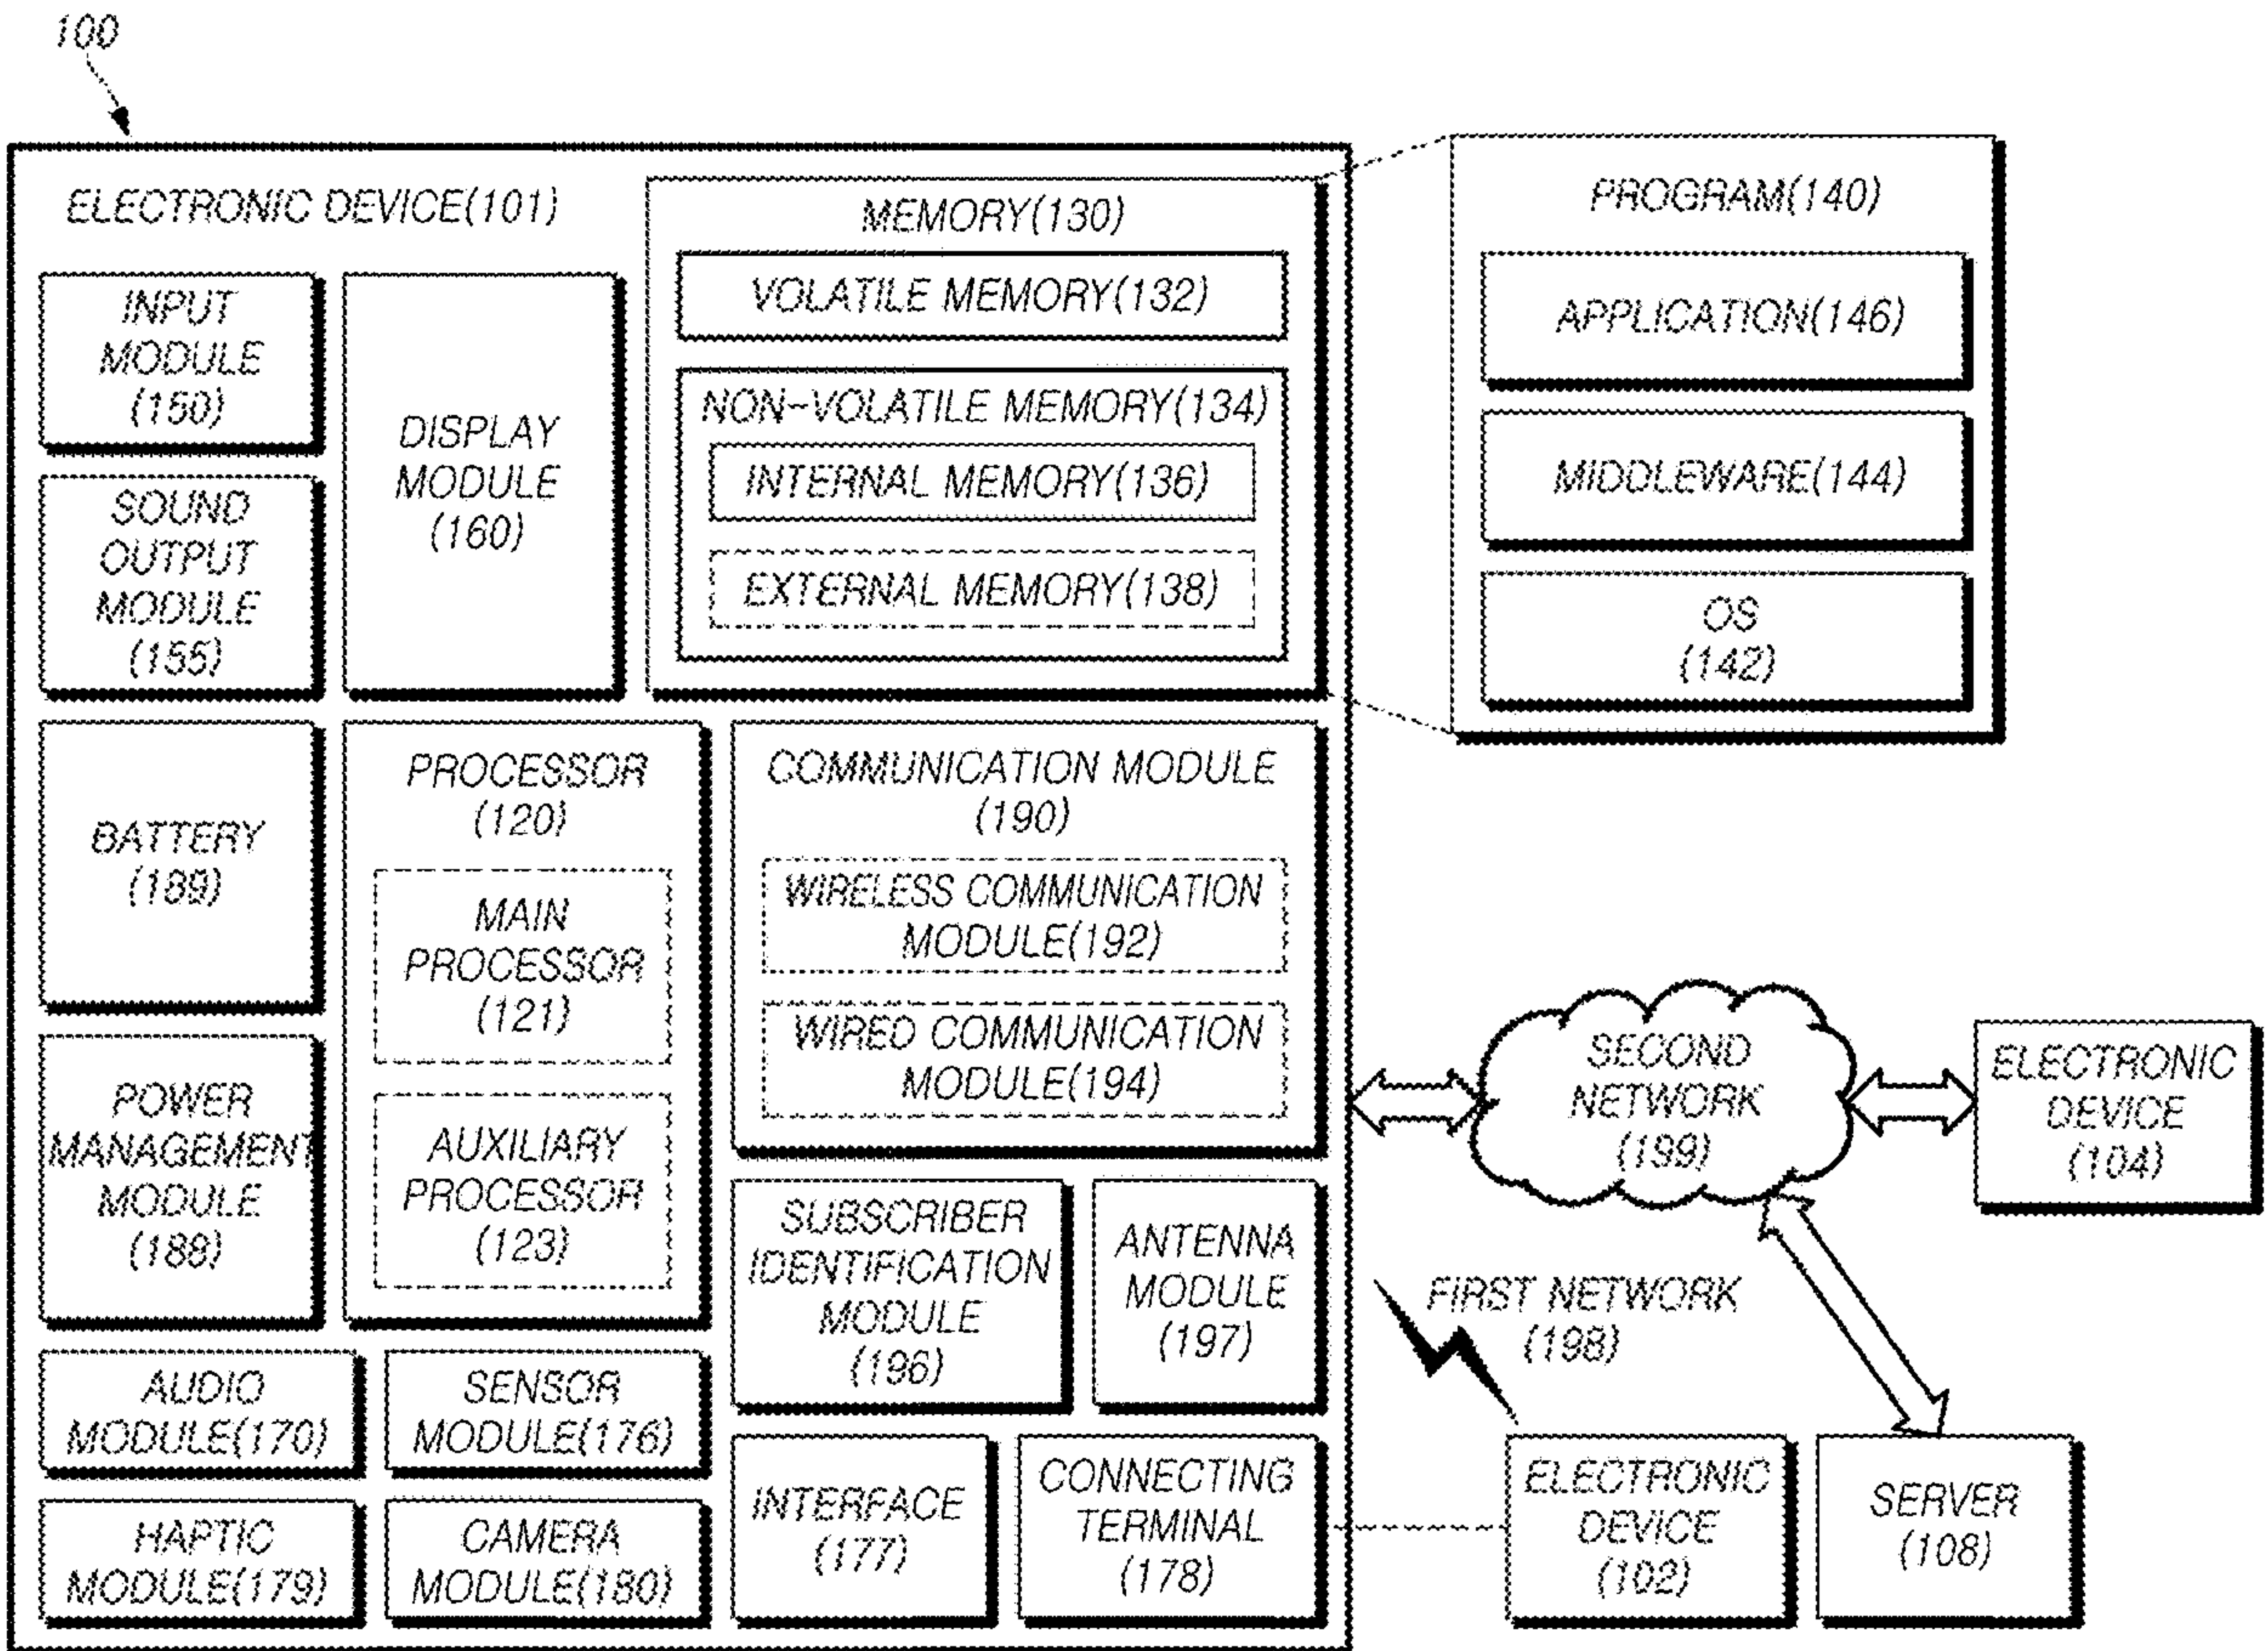 100
ELECTRONIC DEVICE(101)
INPUT
MODULE
(150)
SOUND
OUTPUT
MODULE
(155)
DISPLAY
MODULE
(160)
MEMORY(130)
VOLATILE MEMORY(132)
NON-VOLATILE MEMORY(134)
INTERNAL MEMORY(136)
EXTERNAL MEMORY(138)
PROGRAM(140)
APPLICATION(146)
MIDDLEWARE(144)
OS
(142)
BATTERY
(189)
POWER
MANAGEMENT
MODULE
(188)
PROCESSOR
(120)
MAIN
PROCESSOR
(121)
AUXILIARY
PROCESSOR
(123)
COMMUNICATION MODULE
(190)
WIRELESS COMMUNICATION
MODULE(192)
WIRED COMMUNICATION
MODULE(194)
SUBSCRIBER
IDENTIFICATION
MODULE
(196)
ANTENNA
MODULE
(197)
AUDIO
MODULE(170)
SENSOR
MODULE(176)
HAPTIC
MODULE(179)
CAMERA
MODULE(180)
INTERFACE
(177)
CONNECTING
TERMINAL
(178)
SECOND
NETWORK
(199)
ELECTRONIC
DEVICE
(104)
FIRST NETWORK
(198)
ELECTRONIC
DEVICE
(102)
SERVER
(108)